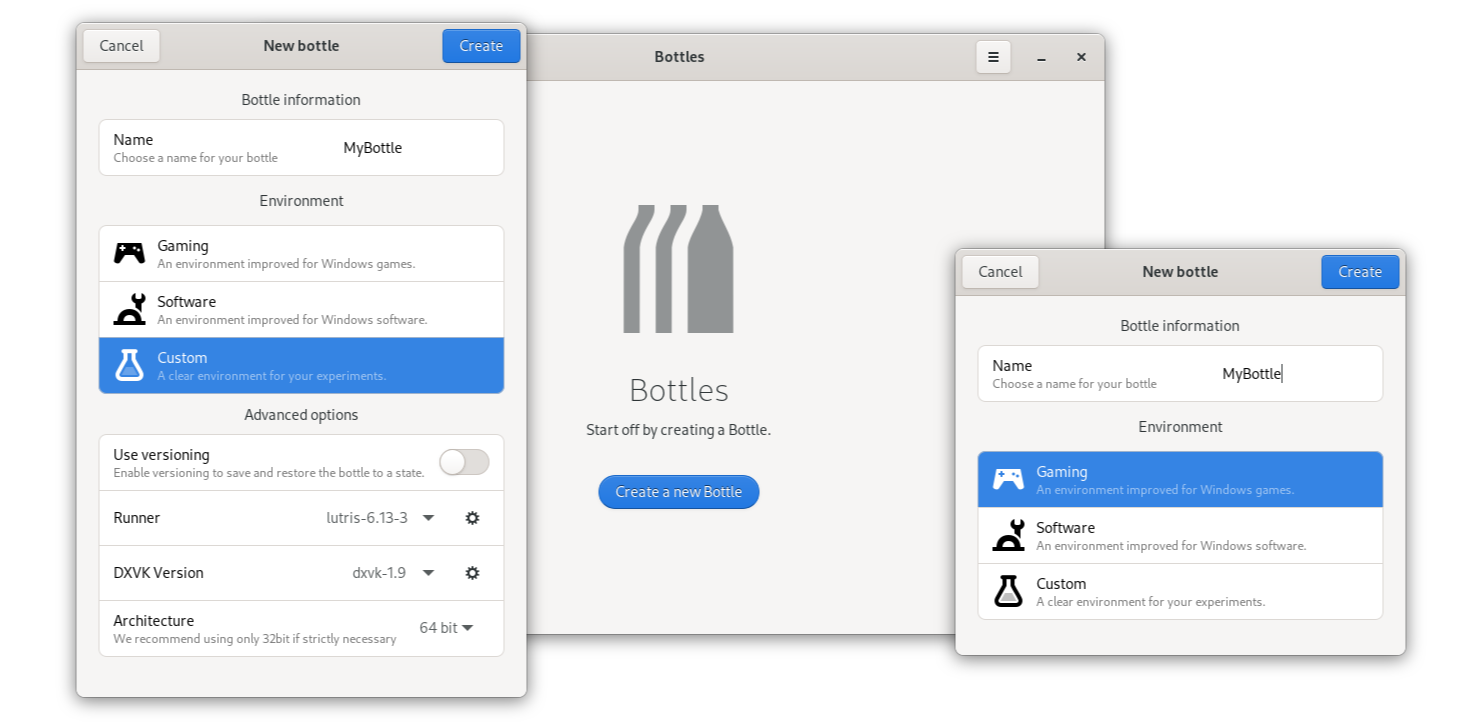 Cancel
New bottle
Create
Bottle information
Name
Choose a name for your bottle
MyBottle
Environment
Gaming
An environment improved for Windows games.
Software
An environment improved for Windows software.
Custom
A clear environment for your experiments.
Advanced options
Use versioning
Enable versioning to save and restore the bottle to a state.
Runner
lutris-6.13-3
DXVK Version
dxvk-1.9
Architecture
We recommend using only 32bit if strictly necessary
64 bit
Bottles
Bottles
Start off by creating a Bottle.
Create a new Bottle
Cancel
New bottle
Create
Bottle information
Name
Choose a name for your bottle
MyBottle
Environment
Gaming
An environment improved for Windows games.
Software
An environment improved for Windows software.
Custom
A clear environment for your experiments.